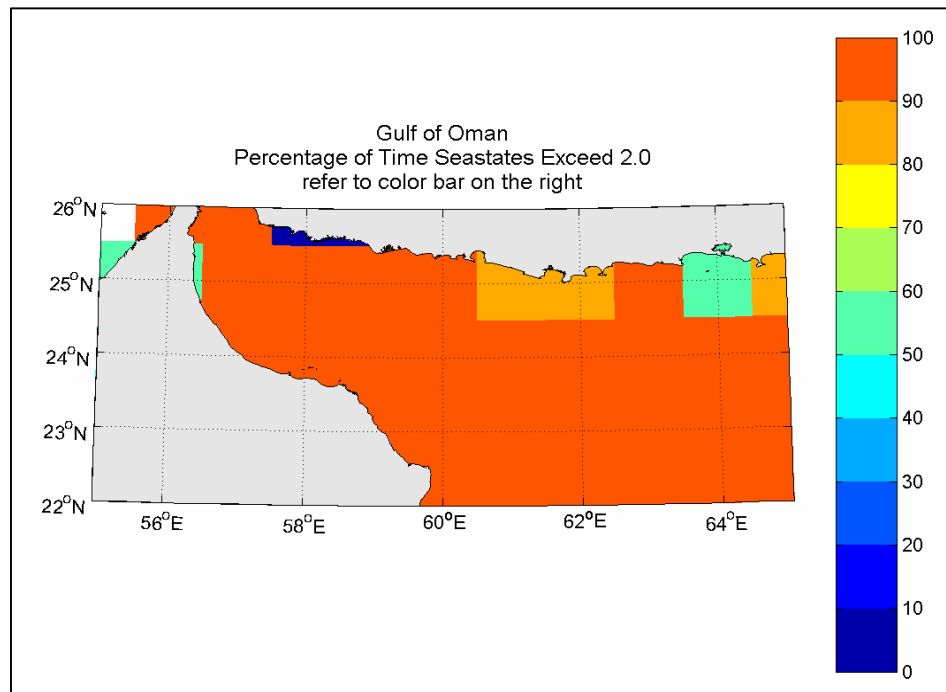 Gulf of Oman
Percentage of Time Seastates Exceed 2.0
refer to color bar on the right
26°N
25°N
24°N
23°N
22°N
56°E
58°E
60°E
62°E
64°E
100
90
80
70
60
50
40
30
20
10
0